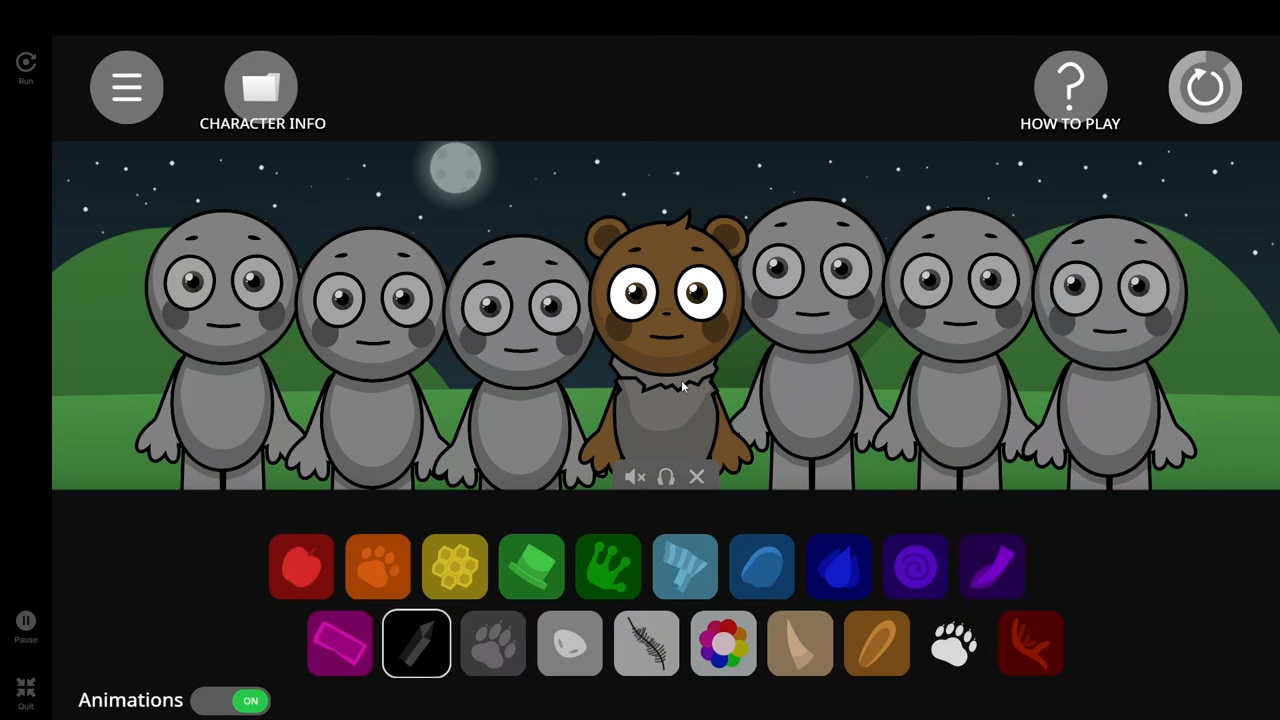 Run
CHARACTER INFO
HOW TO PLAY
Pause
Quit
Animations ON